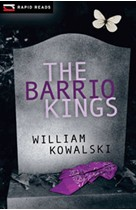 RAPID READS
THE
BARRIO
KINGS
WILLIAM
KOWALSKI